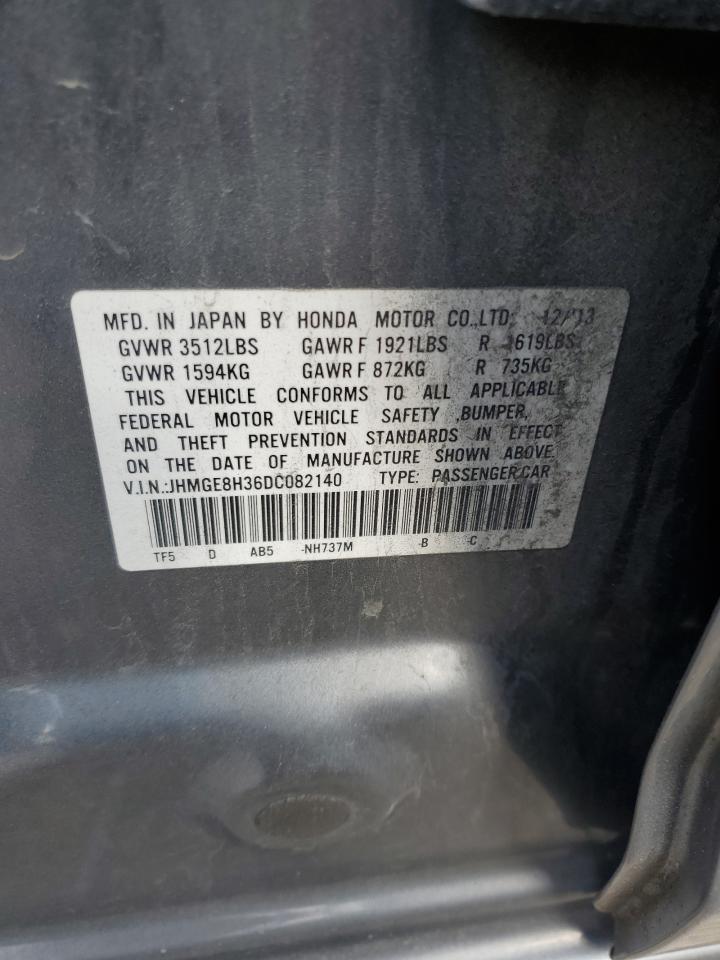 MFD. IN JAPAN BY HONDA MOTOR CO.,LTD. 12/13
GVWR 3512LBS GAWR F 1921LBS R 1619LBS
GVWR 1594KG GAWR F 872KG R 735KG
THIS VEHICLE CONFORMS TO ALL APPLICABLE
FEDERAL MOTOR VEHICLE SAFETY ,BUMPER,
AND THEFT PREVENTION STANDARDS IN EFFECT
ON THE DATE OF MANUFACTURE SHOWN ABOVE.
V.I.N.:JHMGE8H36DC082140 TYPE: PASSENGER CAR
TF5 D AB5 -NH737M -B -C